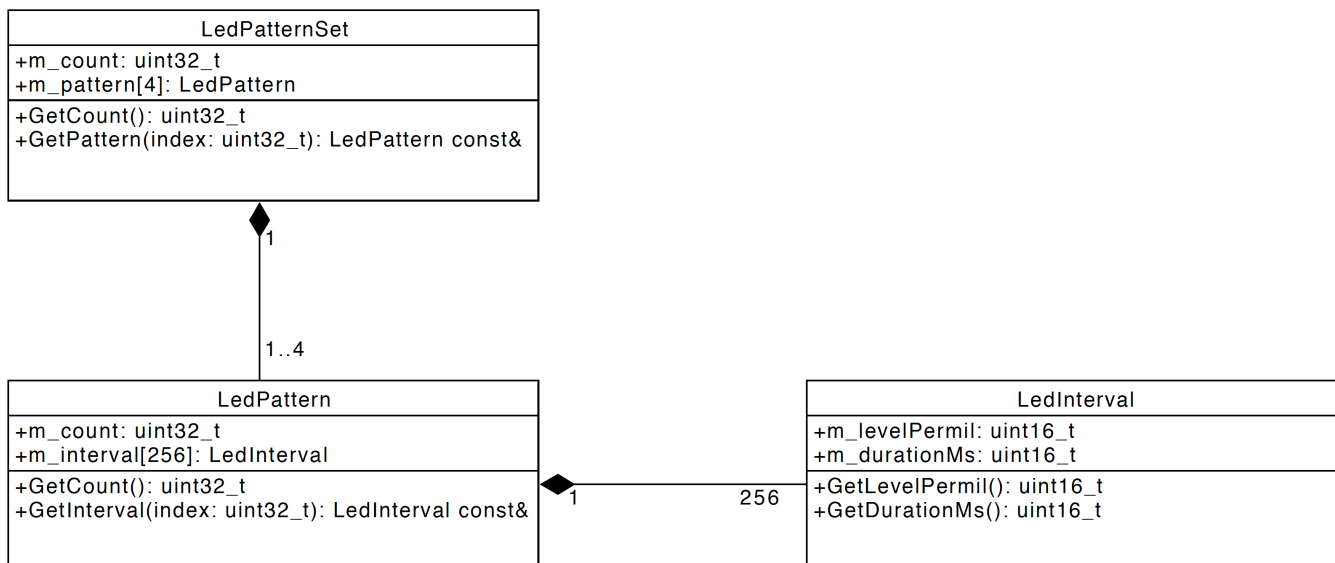 LedPatternSet
+m_count: uint32_t
+m_pattern[4]: LedPattern
+GetCount(): uint32_t
+GetPattern(index: uint32_t): LedPattern const&
1
1..4
LedPattern
+m_count: uint32_t
+m_interval[256]: LedInterval
+GetCount(): uint32_t
+GetInterval(index: uint32_t): LedInterval const&
1
256
LedInterval
+m_levelPermil: uint16_t
+m_durationMs: uint16_t
+GetLevelPermil(): uint16_t
+GetDurationMs(): uint16_t